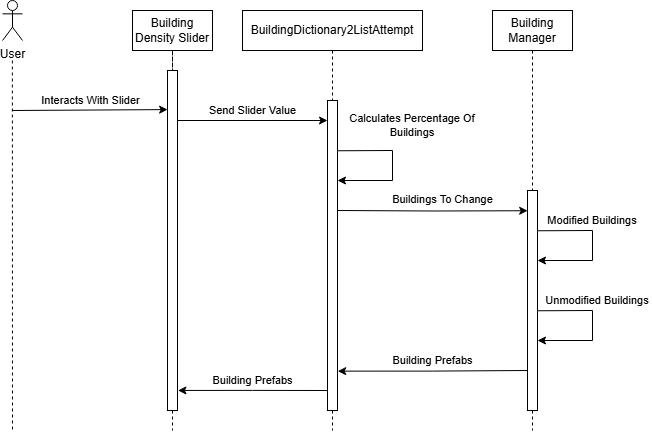 User
Building
Density Slider
BuildingDictionary2ListAttempt
Building
Manager
Interacts With Slider
Send Slider Value
Calculates Percentage Of
Buildings
Buildings To Change
Modified Buildings
Unmodified Buildings
Building Prefabs
Building Prefabs